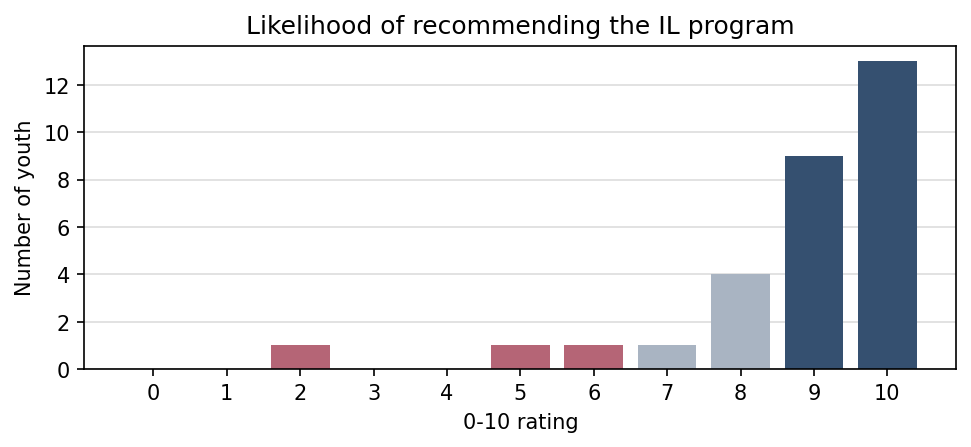 Likelihood of recommending the IL program
Number of youth
12
10
8
6
4
2
0
0 1 2 3 4 5 6 7 8 9 10
0-10 rating